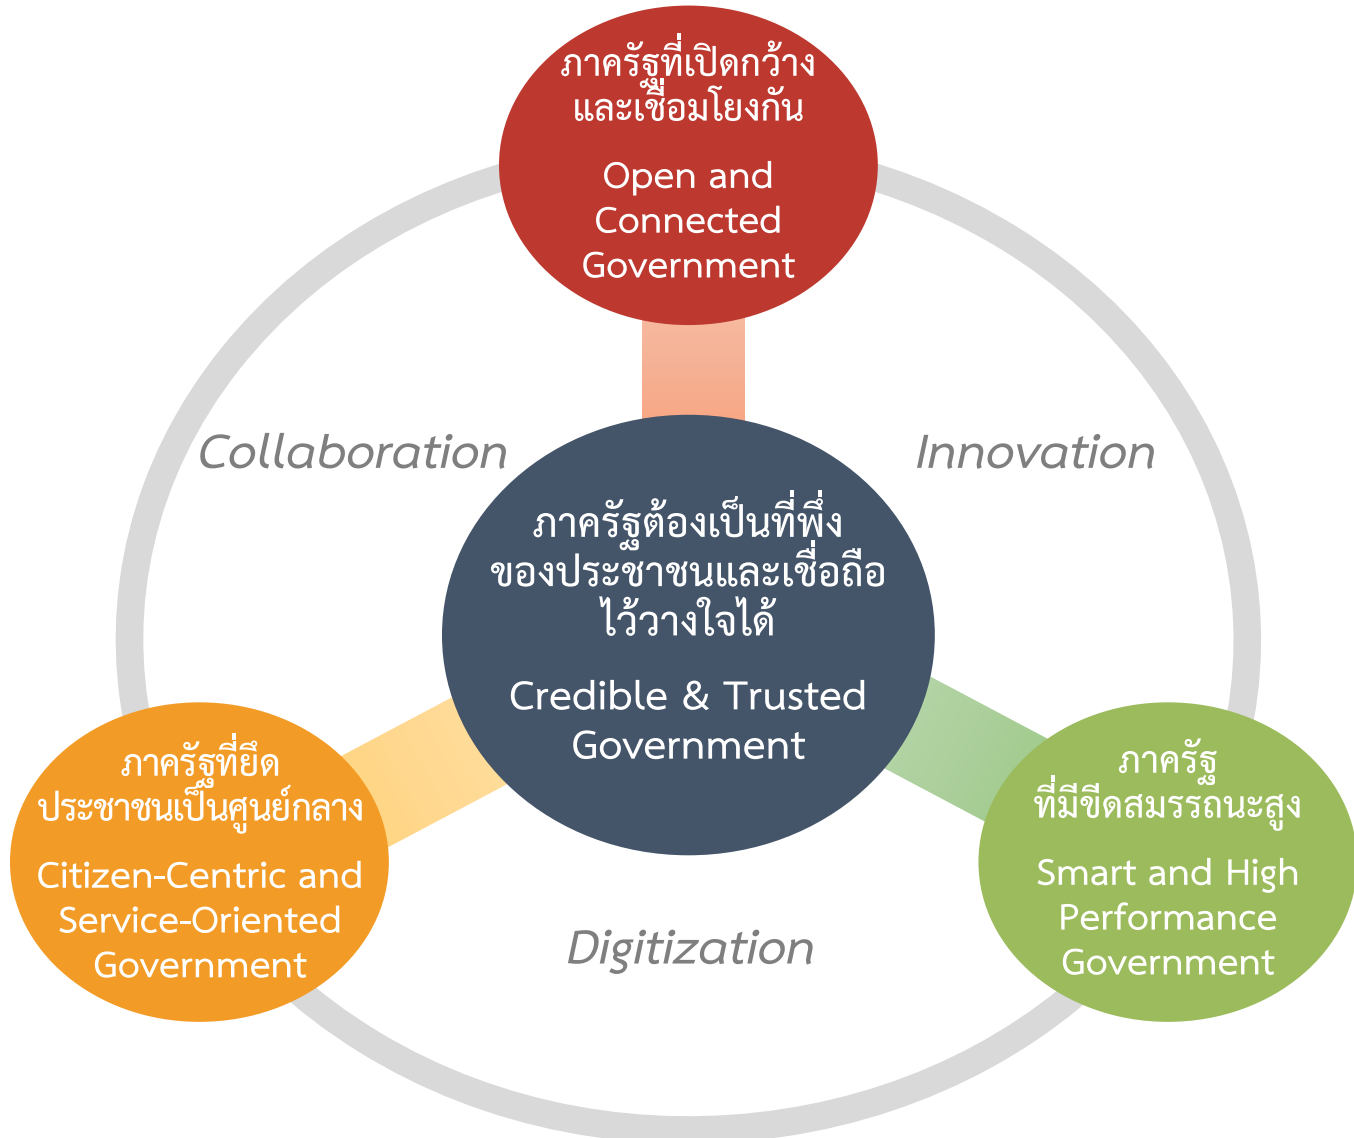 ภาครัฐที่เปิดกว้าง
และเชื่อมโยงกัน
Open and
Connected
Government
Collaboration
Innovation
ภาครัฐต้องเป็นที่พึ่ง
ของประชาชนและเชื่อถือ
ไว้วางใจได้
Credible & Trusted
Government
ภาครัฐที่ยึด
ประชาชนเป็นศูนย์กลาง
Citizen-Centric and
Service-Oriented
Government
ภาครัฐ
ที่มีขีดสมรรถนะสูง
Smart and High
Performance
Government
Digitization